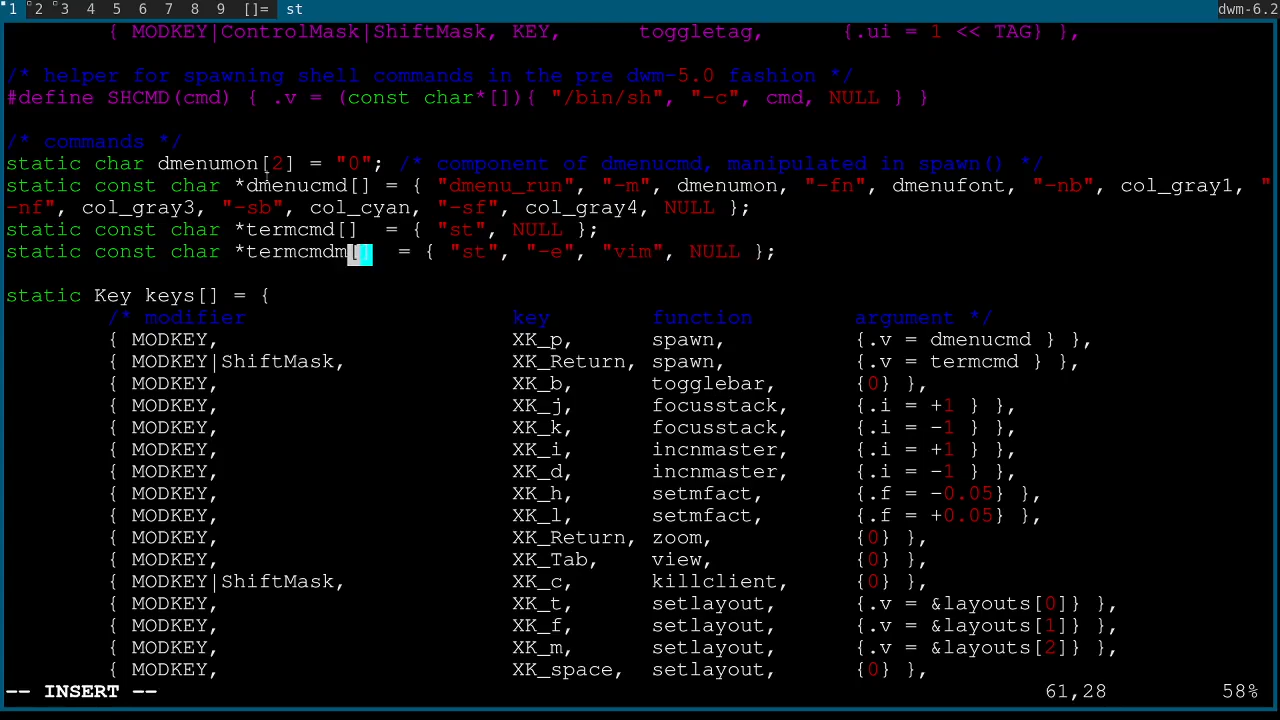 1 2 3 4 5 6 7 8 9 []= st dwm-6.2
{ MODKEY|ControlMask|ShiftMask, KEY, toggletag, {.ui = 1 << TAG} },
/* helper for spawning shell commands in the pre dwm-5.0 fashion */
#define SHCMD(cmd) { .v = (const char*[]){ "/bin/sh", "-c", cmd, NULL } }
/* commands */
static char dmenumon[2] = "0"; /* component of dmenucmd, manipulated in spawn() */
static const char *dmenucmd[] = { "dmenu_run", "-m", dmenumon, "-fn", dmenufont, "-nb", col_gray1, "
-nf", col_gray3, "-sb", col_cyan, "-sf", col_gray4, NULL };
static const char *termcmd[]  = { "st", NULL };
static const char *termcmdm[]  = { "st", "-e", "vim", NULL };
static Key keys[] = {
/* modifier key function argument */
{ MODKEY, XK_p, spawn, {.v = dmenucmd } },
{ MODKEY|ShiftMask, XK_Return, spawn, {.v = termcmd } },
{ MODKEY, XK_b, togglebar, {0} },
{ MODKEY, XK_j, focusstack, {.i = +1 } },
{ MODKEY, XK_k, focusstack, {.i = -1 } },
{ MODKEY, XK_i, incnmaster, {.i = +1 } },
{ MODKEY, XK_d, incnmaster, {.i = -1 } },
{ MODKEY, XK_h, setmfact, {.f = -0.05} },
{ MODKEY, XK_l, setmfact, {.f = +0.05} },
{ MODKEY, XK_Return, zoom, {0} },
{ MODKEY, XK_Tab, view, {0} },
{ MODKEY|ShiftMask, XK_c, killclient, {0} },
{ MODKEY, XK_t, setlayout, {.v = &layouts[0]} },
{ MODKEY, XK_f, setlayout, {.v = &layouts[1]} },
{ MODKEY, XK_m, setlayout, {.v = &layouts[2]} },
{ MODKEY, XK_space, setlayout, {0} },
-- INSERT -- 61,28 58%